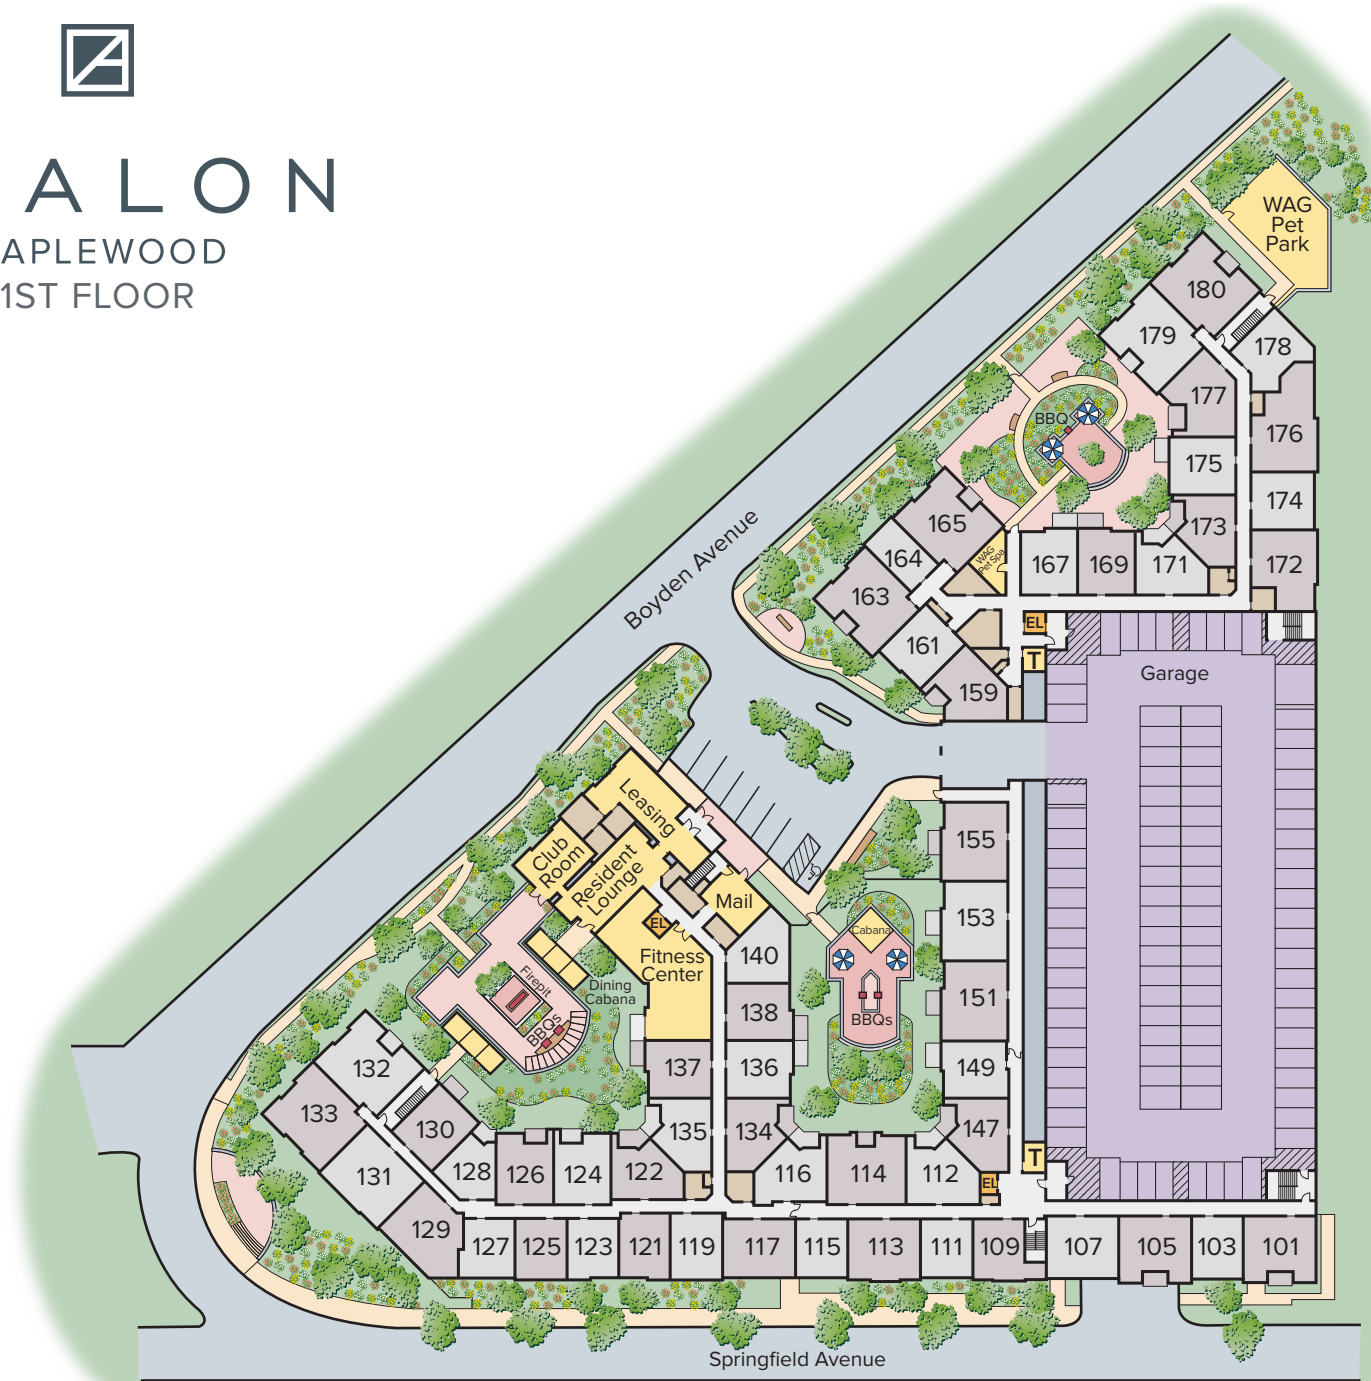 ALON
APLEWOOD
1ST FLOOR
WAG
Pet
Park
180
179
178
177
BBQ
176
175
174
165
173
WAG
Pet Spa
164
167
169
171
172
163
Boyden Avenue
EL
161
T
Garage
159
Leasing
Club
Room
Resident
Lounge
155
Mail
EL
153
Cabana
Fitness
Center
140
Firepit
Dining
Cabana
151
138
BBQs
BBQs
132
137
136
149
133
130
135
134
147
T
131
128
126
124
122
116
114
112
EL
129
127
125
123
121
119
117
115
113
111
109
107
105
103
101
Springfield Avenue